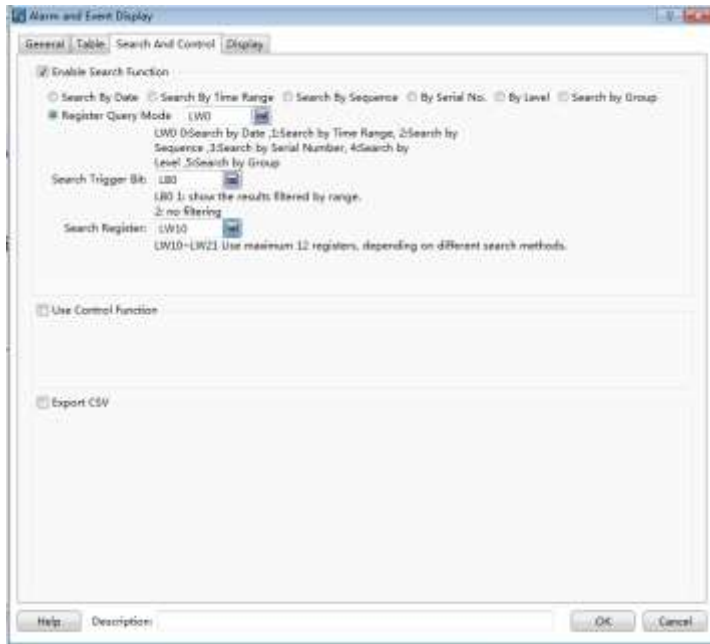 Alarm and Event Display
General Table Search And Control Display
Enable Search Function
Search By Date Search By Time Range Search By Sequence By Serial No. By Level Search by Group
Register Query Mode LW0
LW0 0:Search by Date ,1:Search by Time Range, 2:Search by
Sequence ,3:Search by Serial Number, 4:Search by
Level ,5:Search by Group
Search Trigger Bit: LB0
LB0 1: show the results filtered by range.
2: no filtering
Search Register: LW10
LW10~LW21 Use maximum 12 registers, depending on different search methods.
Use Control Function
Export CSV
Help Description: OK Cancel